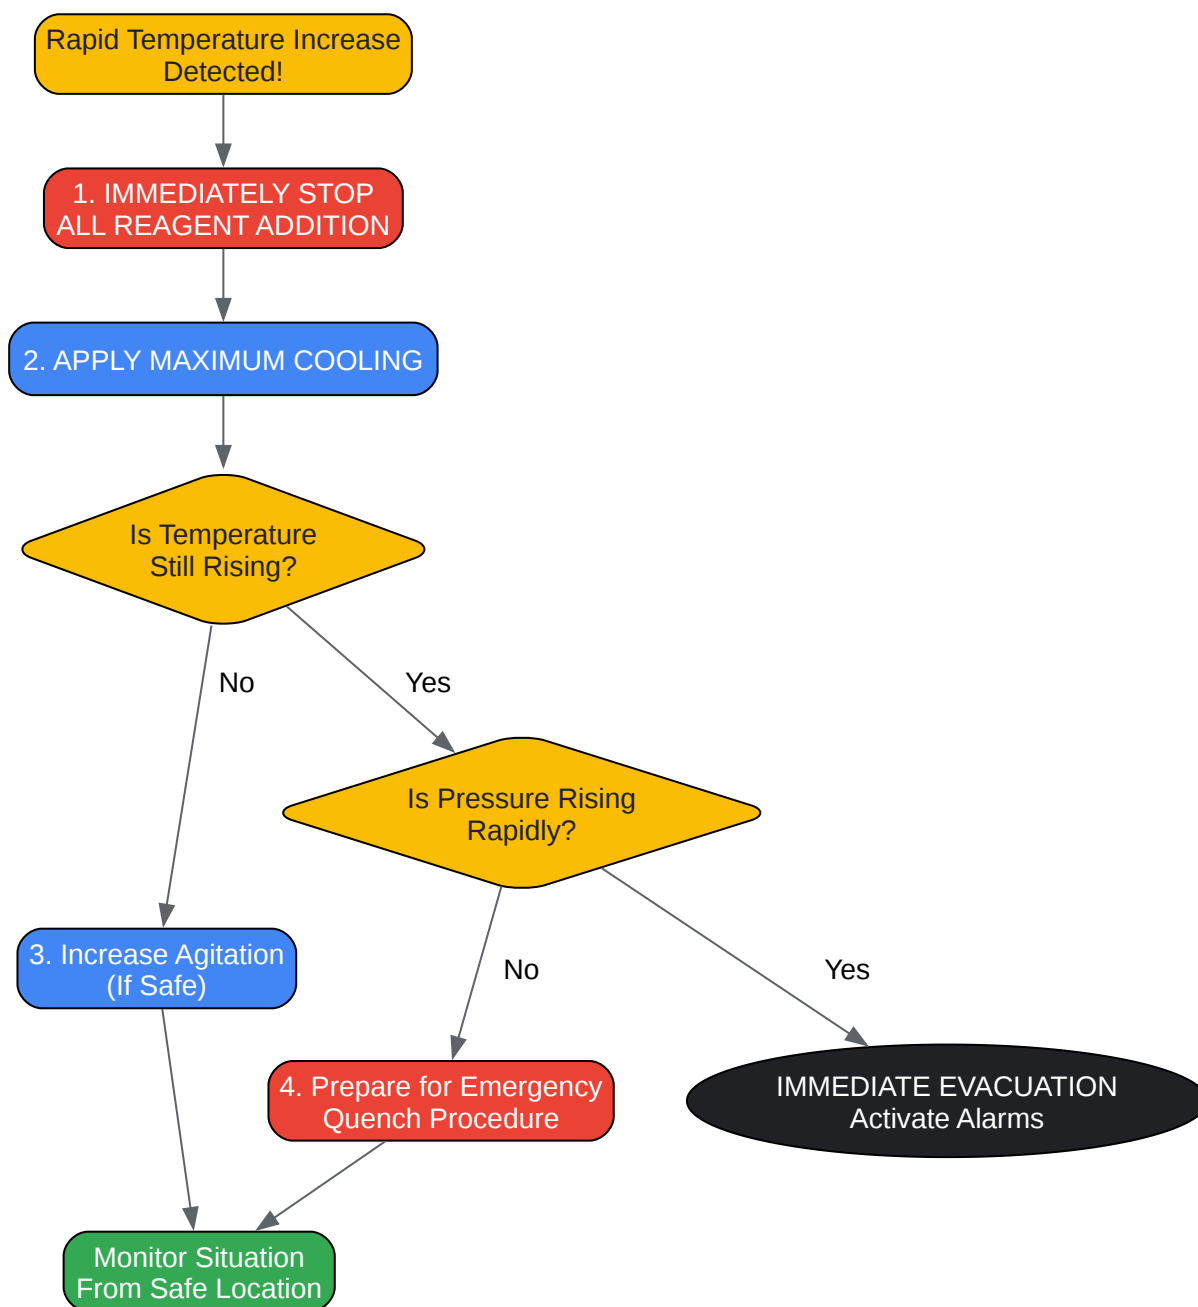 Rapid Temperature Increase
Detected!
1. IMMEDIATELY STOP
ALL REAGENT ADDITION
2. APPLY MAXIMUM COOLING
Is Temperature
Still Rising?
No
Yes
Is Pressure Rising
Rapidly?
3. Increase Agitation
(If Safe)
No
Yes
4. Prepare for Emergency
Quench Procedure
IMMEDIATE EVACUATION
Activate Alarms
Monitor Situation
From Safe Location